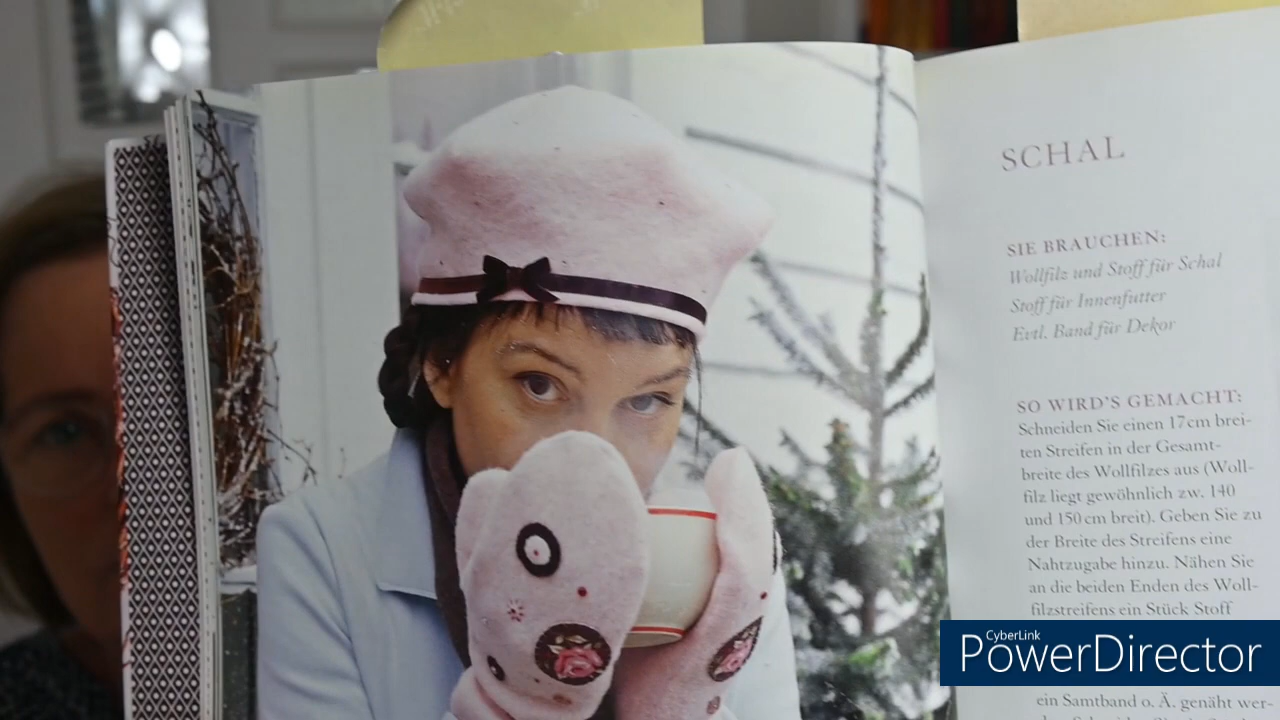 SCHAL
SIE BRAUCHEN:
Wollfilz und Stoff für Schal
Stoff für Innenfutter
Evtl. Band für Dekor
SO WIRD'S GEMACHT:
Schneiden Sie einen 17cm brei-
ten Streifen in der Gesamt-
breite des Wollfilzes aus (Woll-
filz liegt gewöhnlich zw. 140
und 150 cm breit). Geben Sie zu
der Breite des Streifens eine
Nahtzugabe hinzu. Nähen Sie
an die beiden Enden des Woll-
filzstreifens ein Stück Stoff
CyberLink
PowerDirector
ein Samtband o. Ä. genäht wer-